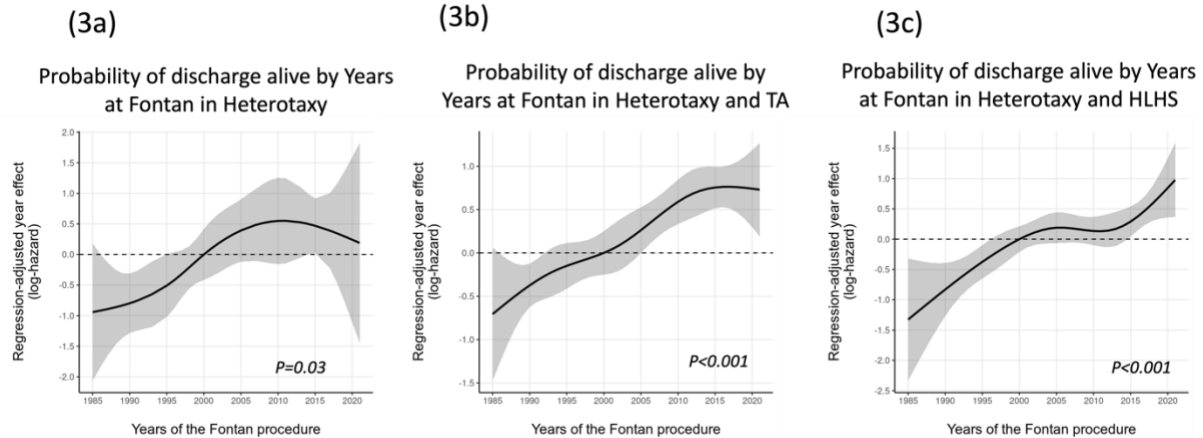 (3a)
Probability of discharge alive by Years
at Fontan in Heterotaxy
Regression-adjusted year effect
(log-hazard)
2.0
1.5
1.0
0.5
0.0
-0.5
-1.0
-1.5
-2.0
P=0.03
1985 1990 1995 2000 2005 2010 2015 2020
Years of the Fontan procedure
(3b)
Probability of discharge alive by
Years at Fontan in Heterotaxy and TA
Regression-adjusted year effect
(log-hazard)
1.0
0.5
0.0
-0.5
-1.0
-1.5
P<0.001
1985 1990 1995 2000 2005 2010 2015 2020
Years of the Fontan procedure
(3c)
Probability of discharge alive by Years
at Fontan in Heterotaxy and HLHS
Regression-adjusted year effect
(log-hazard)
1.5
1.0
0.5
0.0
-0.5
-1.0
-1.5
-2.0
-2.5
P<0.001
1985 1990 1995 2000 2005 2010 2015 2020
Years of the Fontan procedure